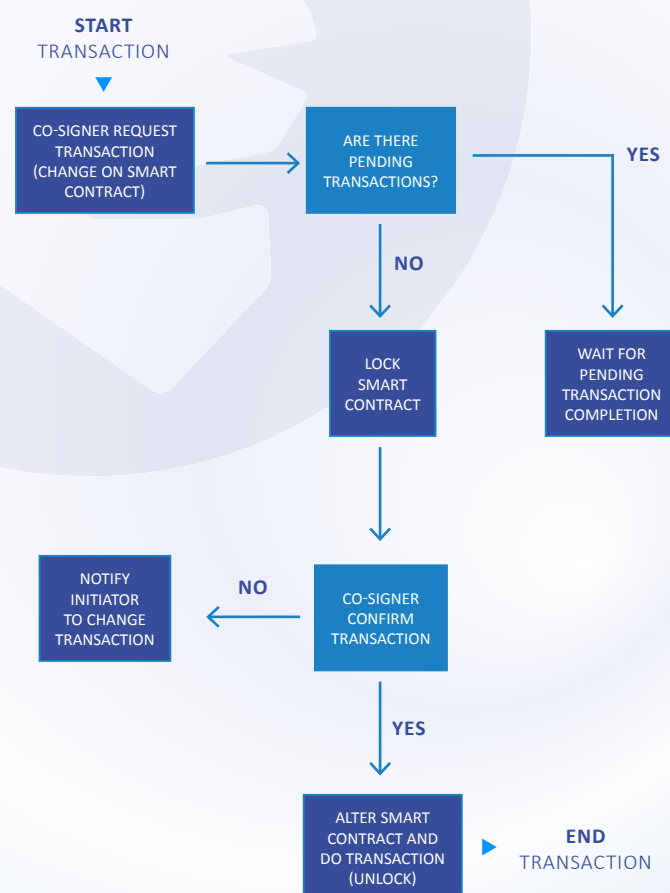 START
TRANSACTION
CO-SIGNER REQUEST
TRANSACTION
(CHANGE ON SMART
CONTRACT)
ARE THERE
PENDING
TRANSACTIONS?
YES
NO
LOCK
SMART
CONTRACT
WAIT FOR
PENDING
TRANSACTION
COMPLETION
NOTIFY
INITIATOR
TO CHANGE
TRANSACTION
NO
CO-SIGNER
CONFIRM
TRANSACTION
YES
ALTER SMART
CONTRACT AND
DO TRANSACTION
(UNLOCK)
END
TRANSACTION